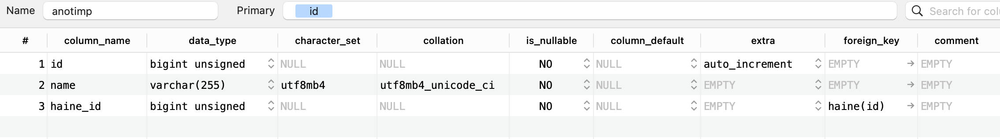 Name anotimp Primary id Search for col
# column_name data_type character_set collation is_nullable column_default extra foreign_key comment
1 id bigint unsigned NULL NULL NO NULL auto_increment EMPTY → EMPTY
2 name varchar(255) utf8mb4 utf8mb4_unicode_ci NO NULL EMPTY EMPTY → EMPTY
3 haine_id bigint unsigned NULL NULL NO NULL EMPTY haine(id) → EMPTY